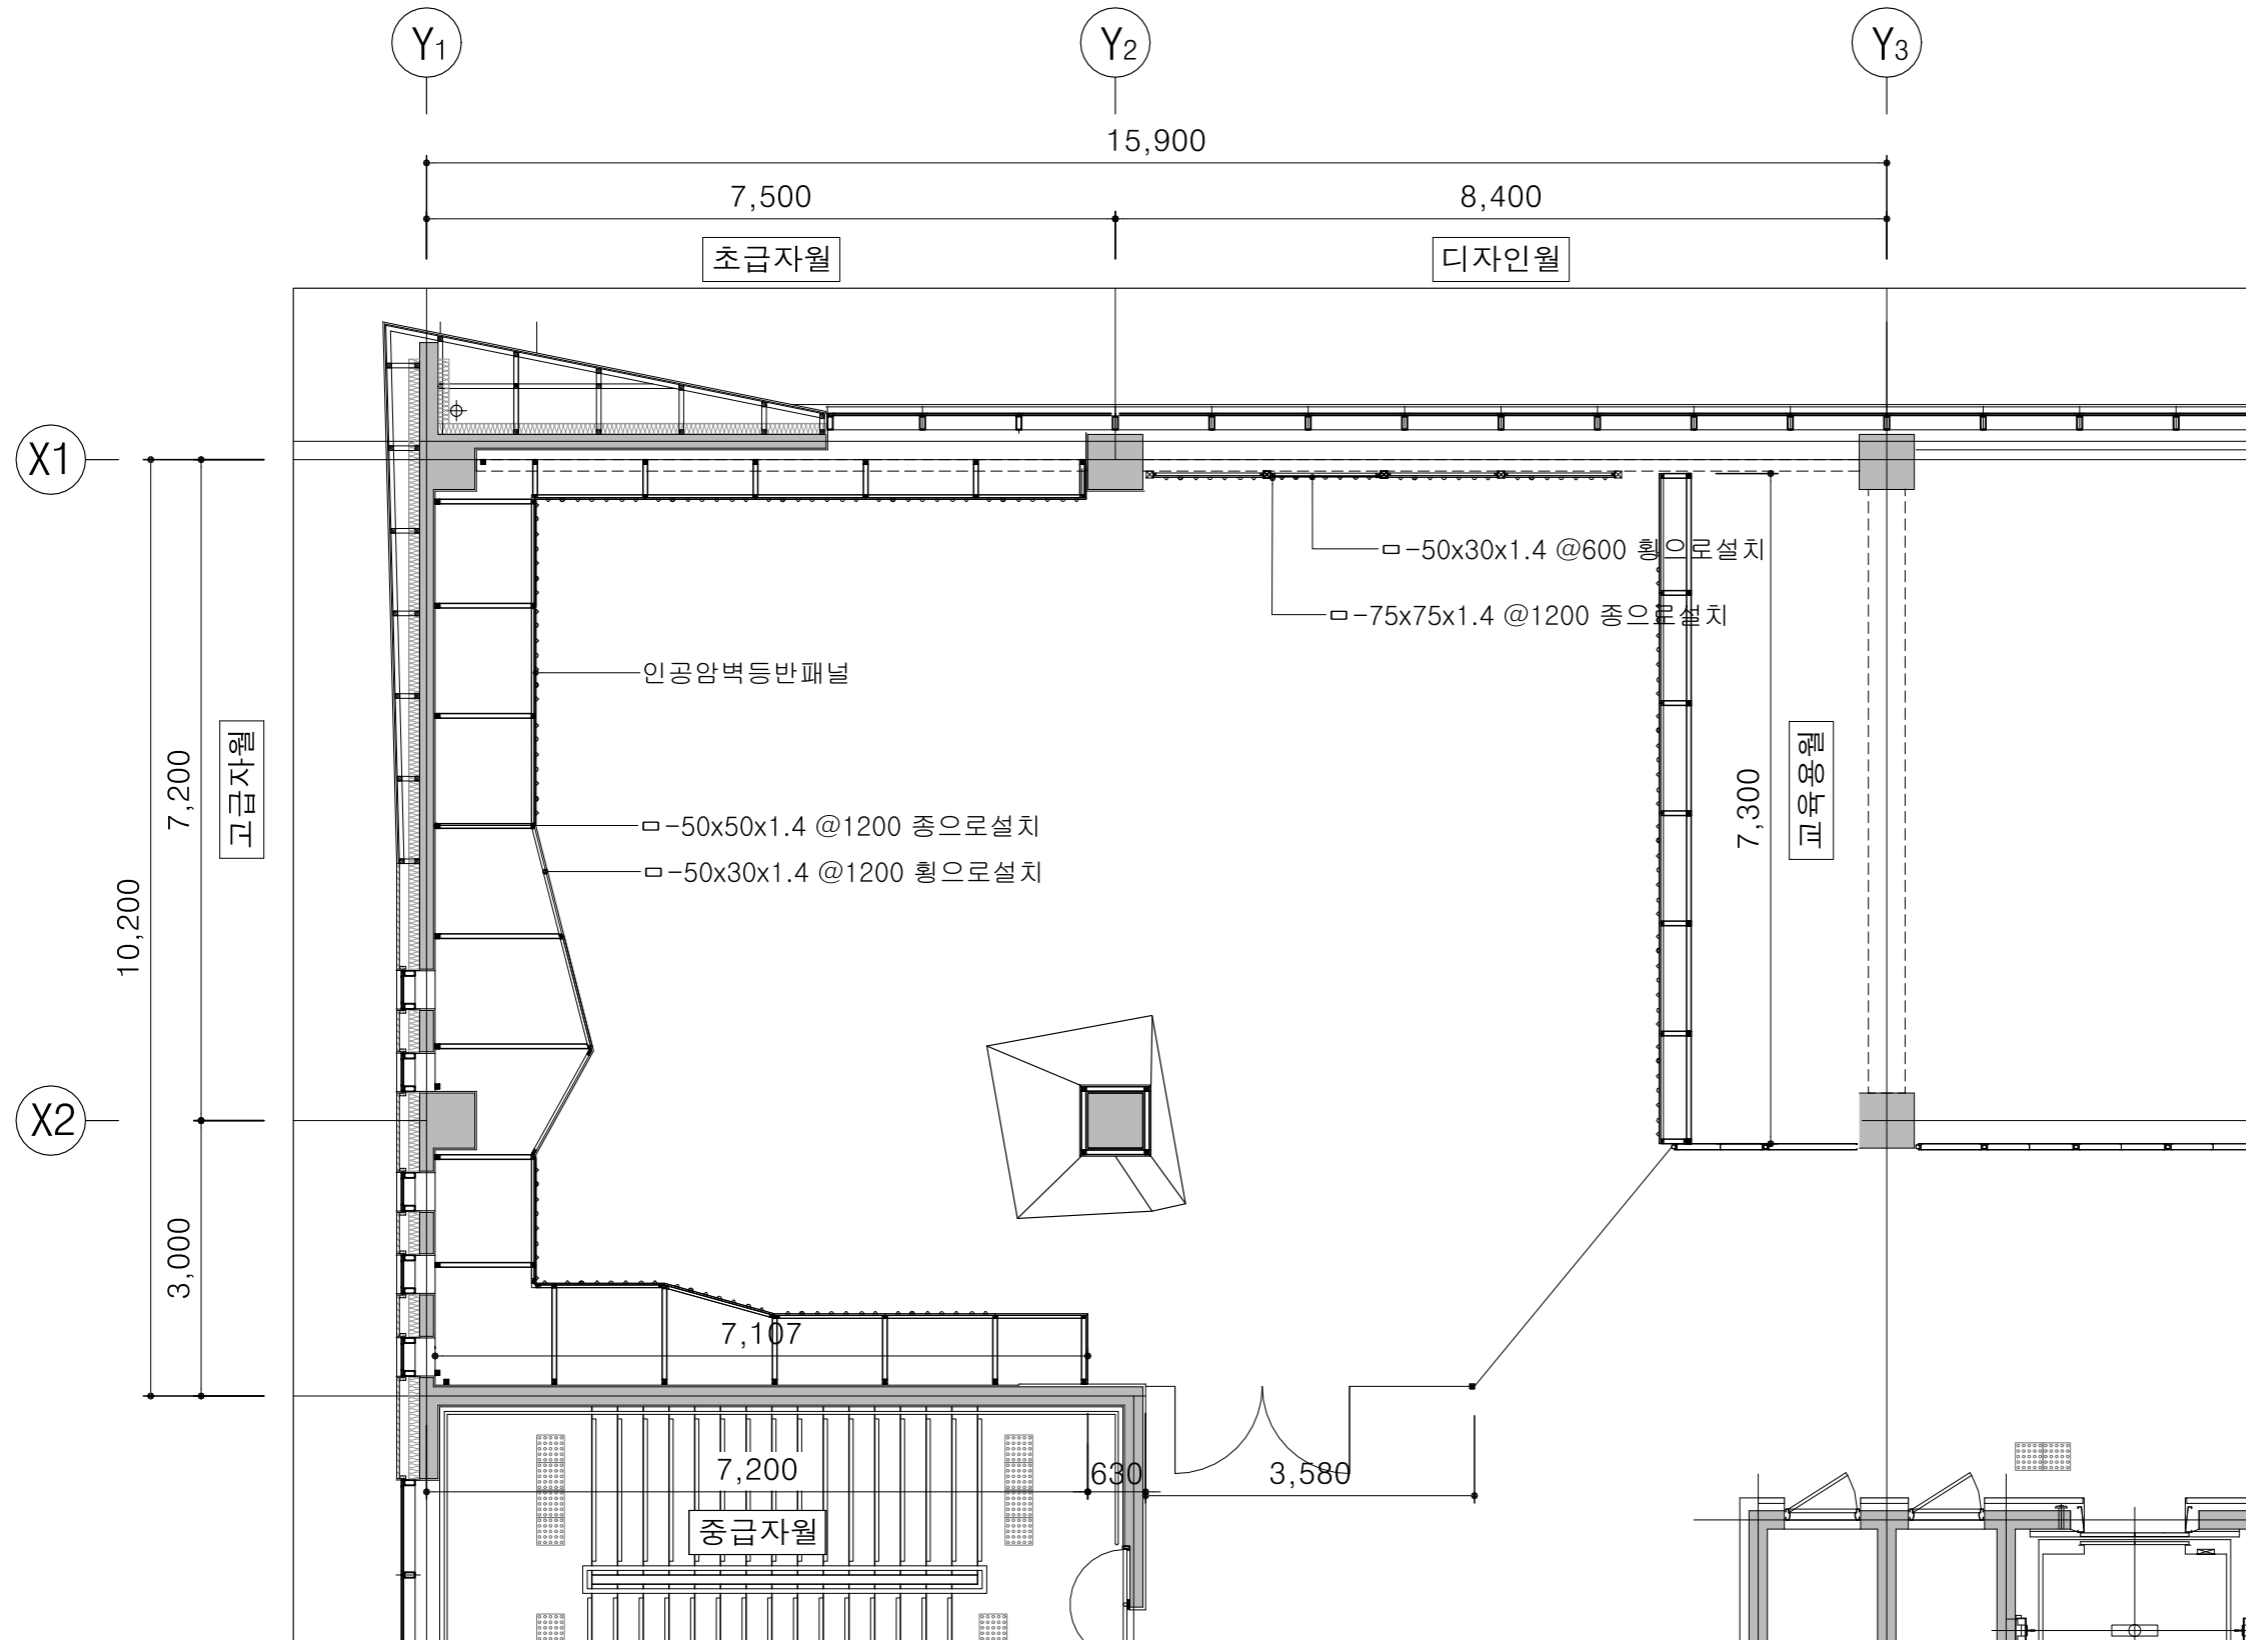 Y1
Y2
Y3
15,900
7,500
8,400
초급자월
디자인월
X1
ㅁ-50x30x1.4 @600 횡으로설치
ㅁ-75x75x1.4 @1200 종으로설치
인공암벽등반패널
고급자월
7,200
7,300
교육용월
ㅁ-50x50x1.4 @1200 종으로설치
ㅁ-50x30x1.4 @1200 횡으로설치
10,200
X2
3,000
7,107
7,200
630
3,580
중급자월